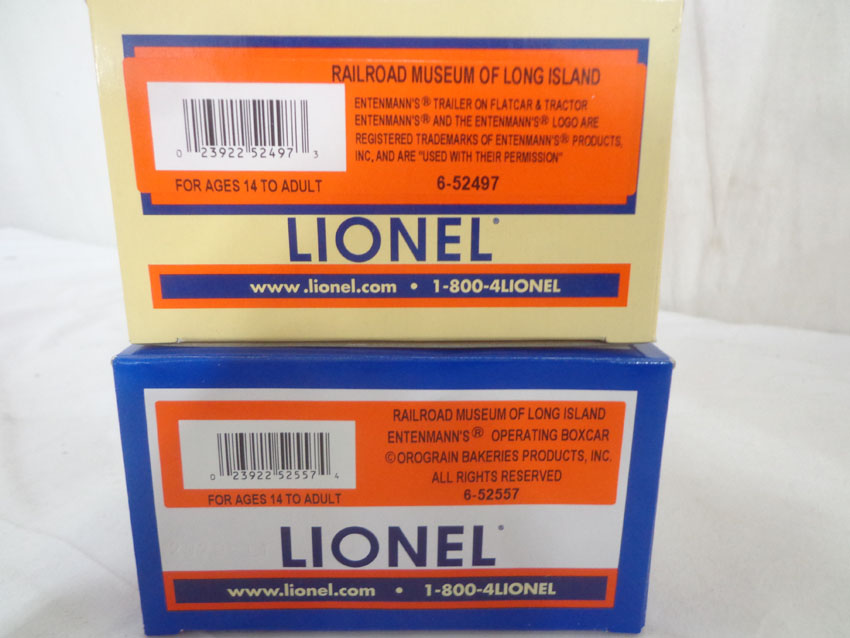 RAILROAD MUSEUM OF LONG ISLAND
ENTENMANN'S® TRAILER ON FLATCAR & TRACTOR
ENTENMANN'S® AND THE ENTENMANN'S® LOGO ARE
REGISTERED TRADEMARKS OF ENTENMANN'S® PRODUCTS,
INC, AND ARE "USED WITH THEIR PERMISSION"
0 23922 52497 3
FOR AGES 14 TO ADULT
6-52497
LIONEL
www.lionel.com • 1-800-4LIONEL
RAILROAD MUSEUM OF LONG ISLAND
ENTENMANN'S® OPERATING BOXCAR
©OROGRAIN BAKERIES PRODUCTS, INC.
ALL RIGHTS RESERVED
0 23922 52557 4
FOR AGES 14 TO ADULT
6-52557
LIONEL
www.lionel.com • 1-800-4LIONEL